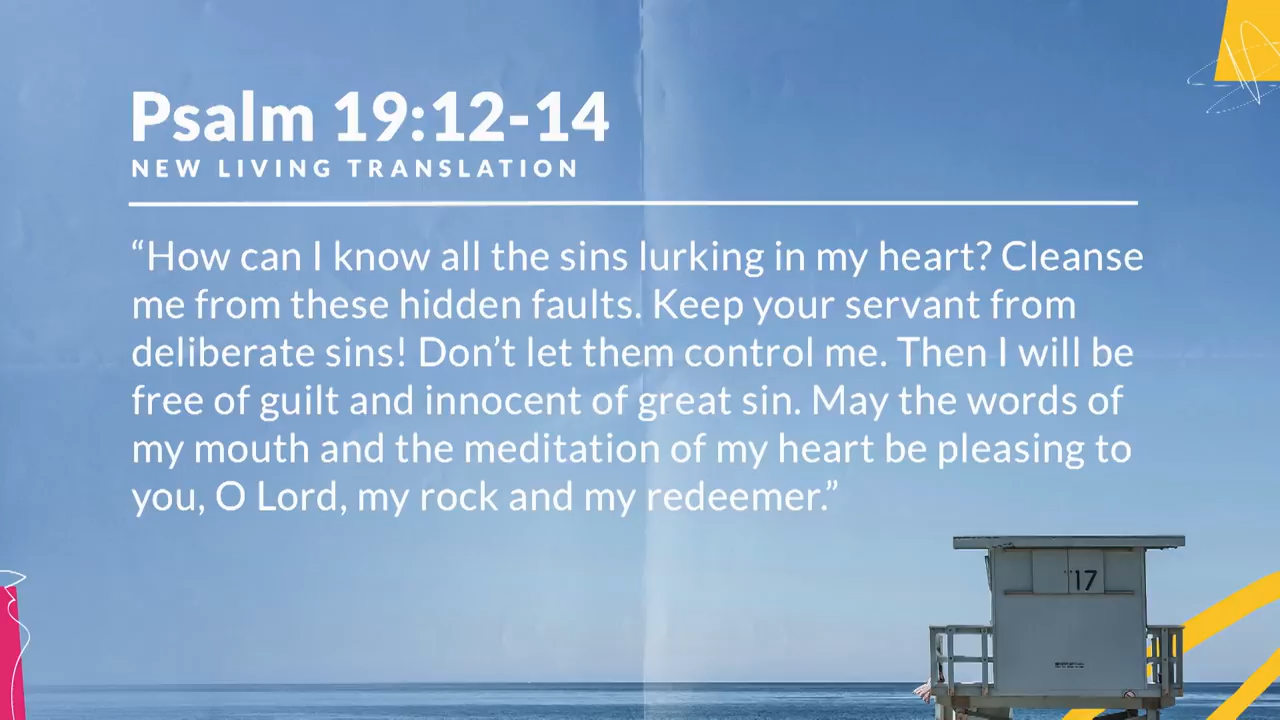 Psalm 19:12-14
NEW LIVING TRANSLATION
“How can I know all the sins lurking in my heart? Cleanse
me from these hidden faults. Keep your servant from
deliberate sins! Don’t let them control me. Then I will be
free of guilt and innocent of great sin. May the words of
my mouth and the meditation of my heart be pleasing to
you, O Lord, my rock and my redeemer.”
17